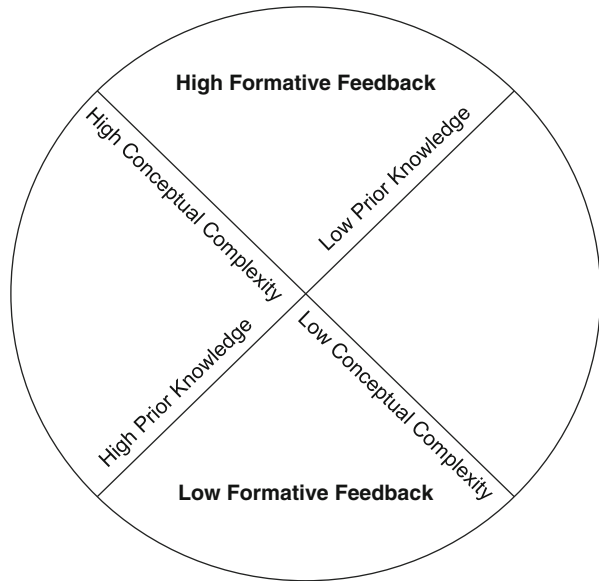 High Formative Feedback
High Conceptual Complexity
Low Prior Knowledge
High Prior Knowledge
Low Conceptual Complexity
Low Formative Feedback